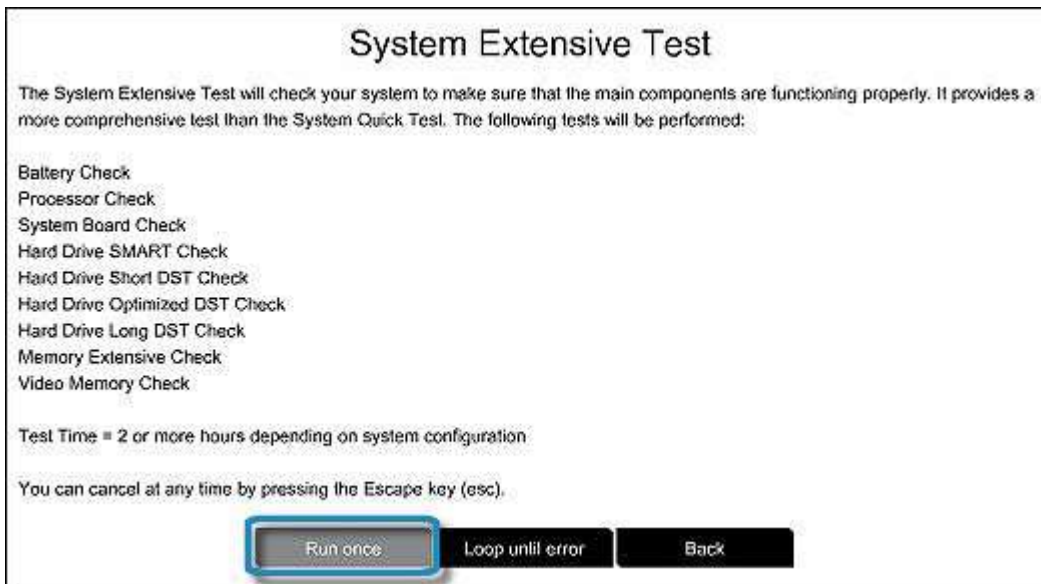 System Extensive Test
The System Extensive Test will check your system to make sure that the main components are functioning properly. It provides a
more comprehensive test than the System Quick Test. The following tests will be performed:
Battery Check
Processor Check
System Board Check
Hard Drive SMART Check
Hard Drive Short DST Check
Hard Drive Optimized DST Check
Hard Drive Long DST Check
Memory Extensive Check
Video Memory Check
Test Time = 2 or more hours depending on system configuration
You can cancel at any time by pressing the Escape key (esc).
Run once Loop until error Back